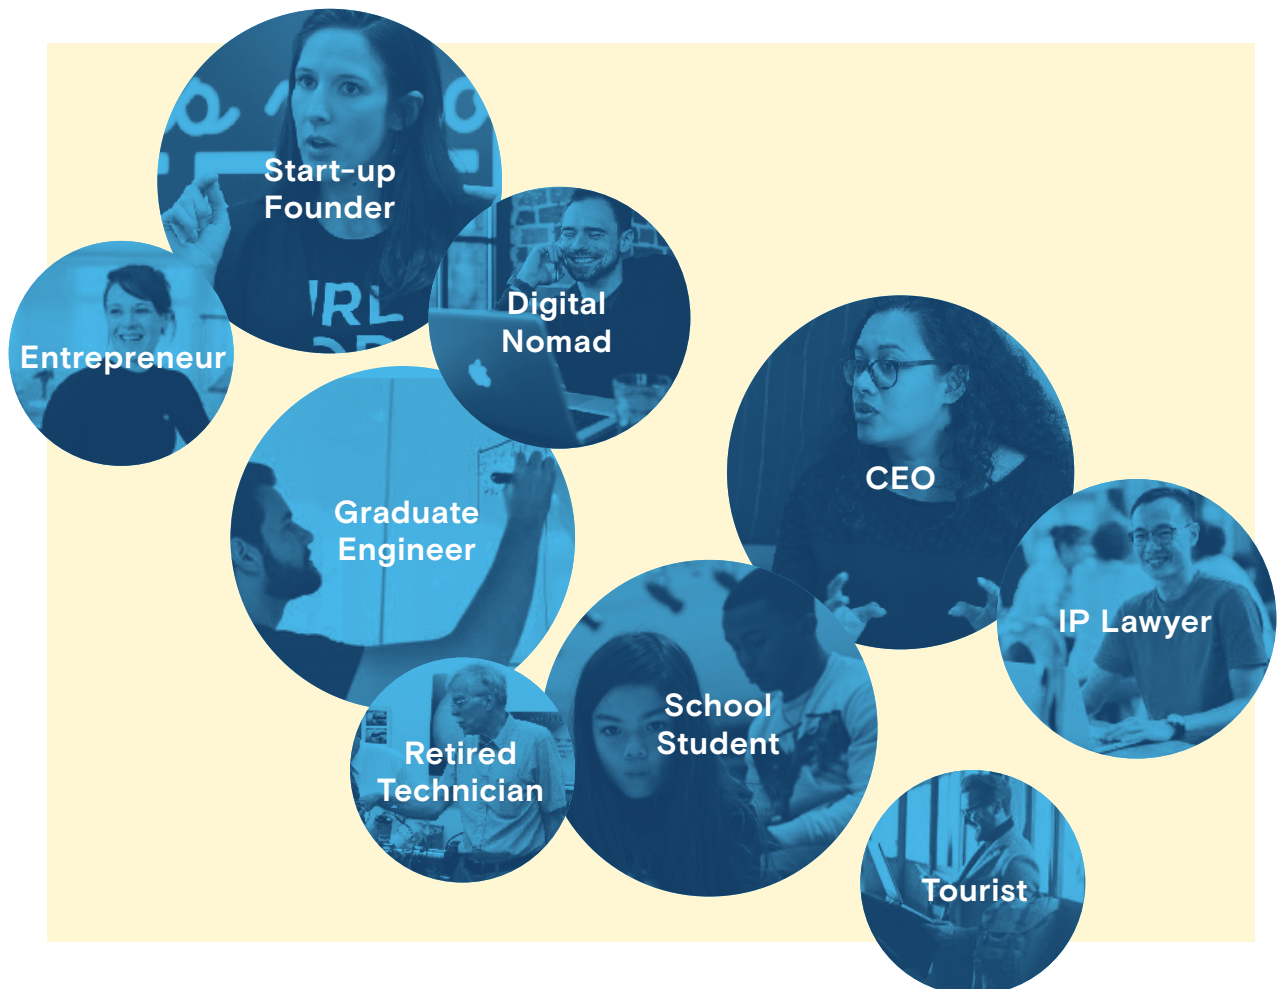 Start-up
Founder
Digital
Nomad
Entrepreneur
CEO
Graduate
Engineer
IP Lawyer
School
Student
Retired
Technician
Tourist